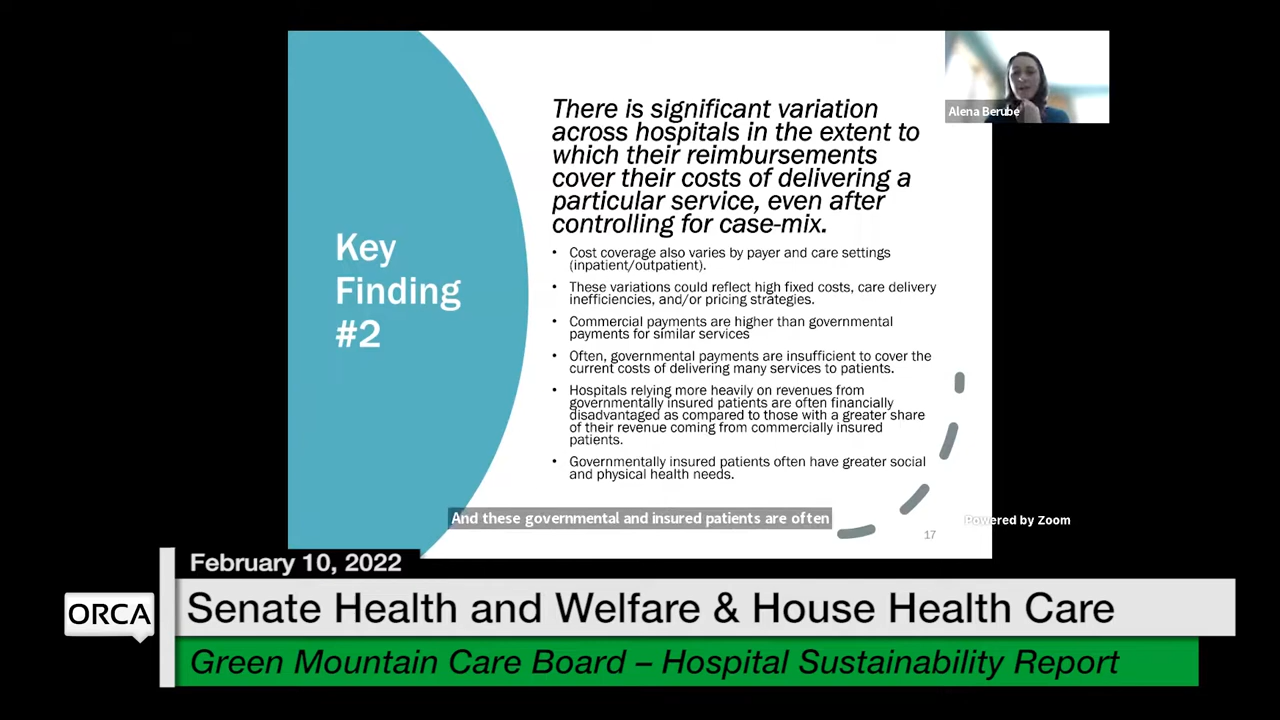 There is significant variation
across hospitals in the extent to
which their reimbursements
cover their costs of delivering a
particular service, even after
controlling for case-mix.
Alena Berube
Key
Finding
#2
• Cost coverage also varies by payer and care settings
(inpatient/outpatient).
• These variations could reflect high fixed costs, care delivery
inefficiencies, and/or pricing strategies.
• Commercial payments are higher than governmental
payments for similar services
• Often, governmental payments are insufficient to cover the
current costs of delivering many services to patients.
• Hospitals relying more heavily on revenues from
governmentally insured patients are often financially
disadvantaged as compared to those with a greater share
of their revenue coming from commercially insured
patients.
• Governmentally insured patients often have greater social
and physical health needs.
And these governmental and insured patients are often
17
Powered by Zoom
February 10, 2022
ORCA
Senate Health and Welfare & House Health Care
Green Mountain Care Board – Hospital Sustainability Report